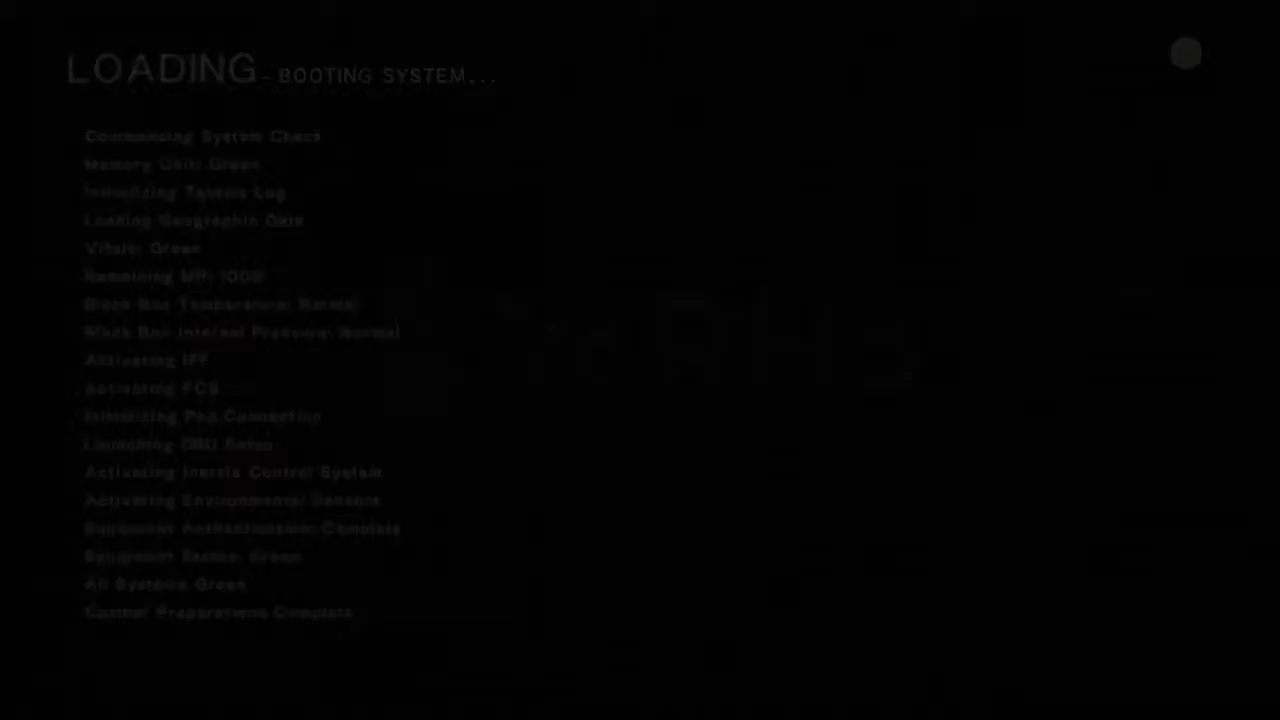 LOADING - BOOTING SYSTEM...
Commencing System Check
Memory Unit: Green
Initializing Tactics Log
Loading Geographic Data
Vitals: Green
Remaining MP: 100%
Black Box Temperature: Normal
Black Box Internal Pressure: Normal
Activating IFF
Activating FCS
Initializing Pod Connection
Launching DBU Setup
Activating Inertia Control System
Activating Environmental Sensors
Equipment Authentication: Complete
Equipment Status: Green
All Systems Green
Combat Preparations Complete